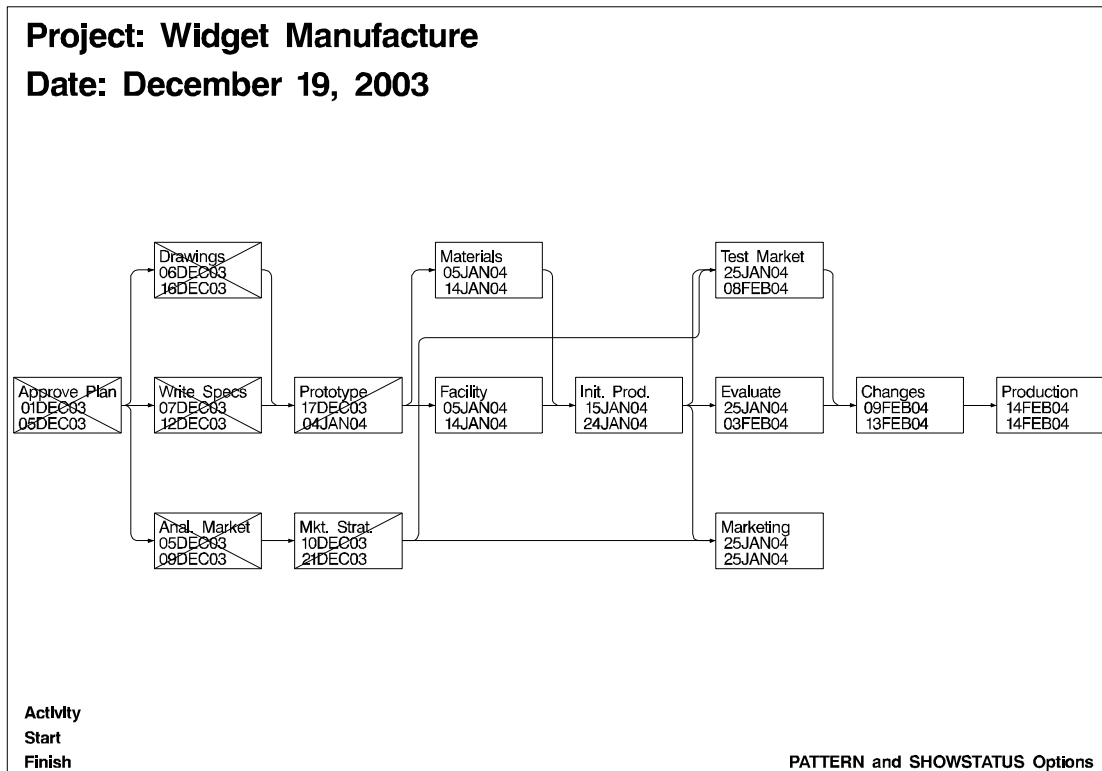 Project: Widget Manufacture
Date: December 19, 2003
Drawings
06DEC03
16DEC03
Materials
05JAN04
14JAN04
Test Market
25JAN04
08FEB04
Approve Plan
01DEC03
05DEC03
Write Specs
07DEC03
12DEC03
Prototype
17DEC03
04JAN04
Facility
05JAN04
14JAN04
Init. Prod.
15JAN04
24JAN04
Evaluate
25JAN04
03FEB04
Changes
09FEB04
13FEB04
Production
14FEB04
14FEB04
Anal. Market
05DEC03
09DEC03
Mkt. Strat.
10DEC03
21DEC03
Marketing
25JAN04
25JAN04
Activity
Start
Finish
PATTERN and SHOWSTATUS Options